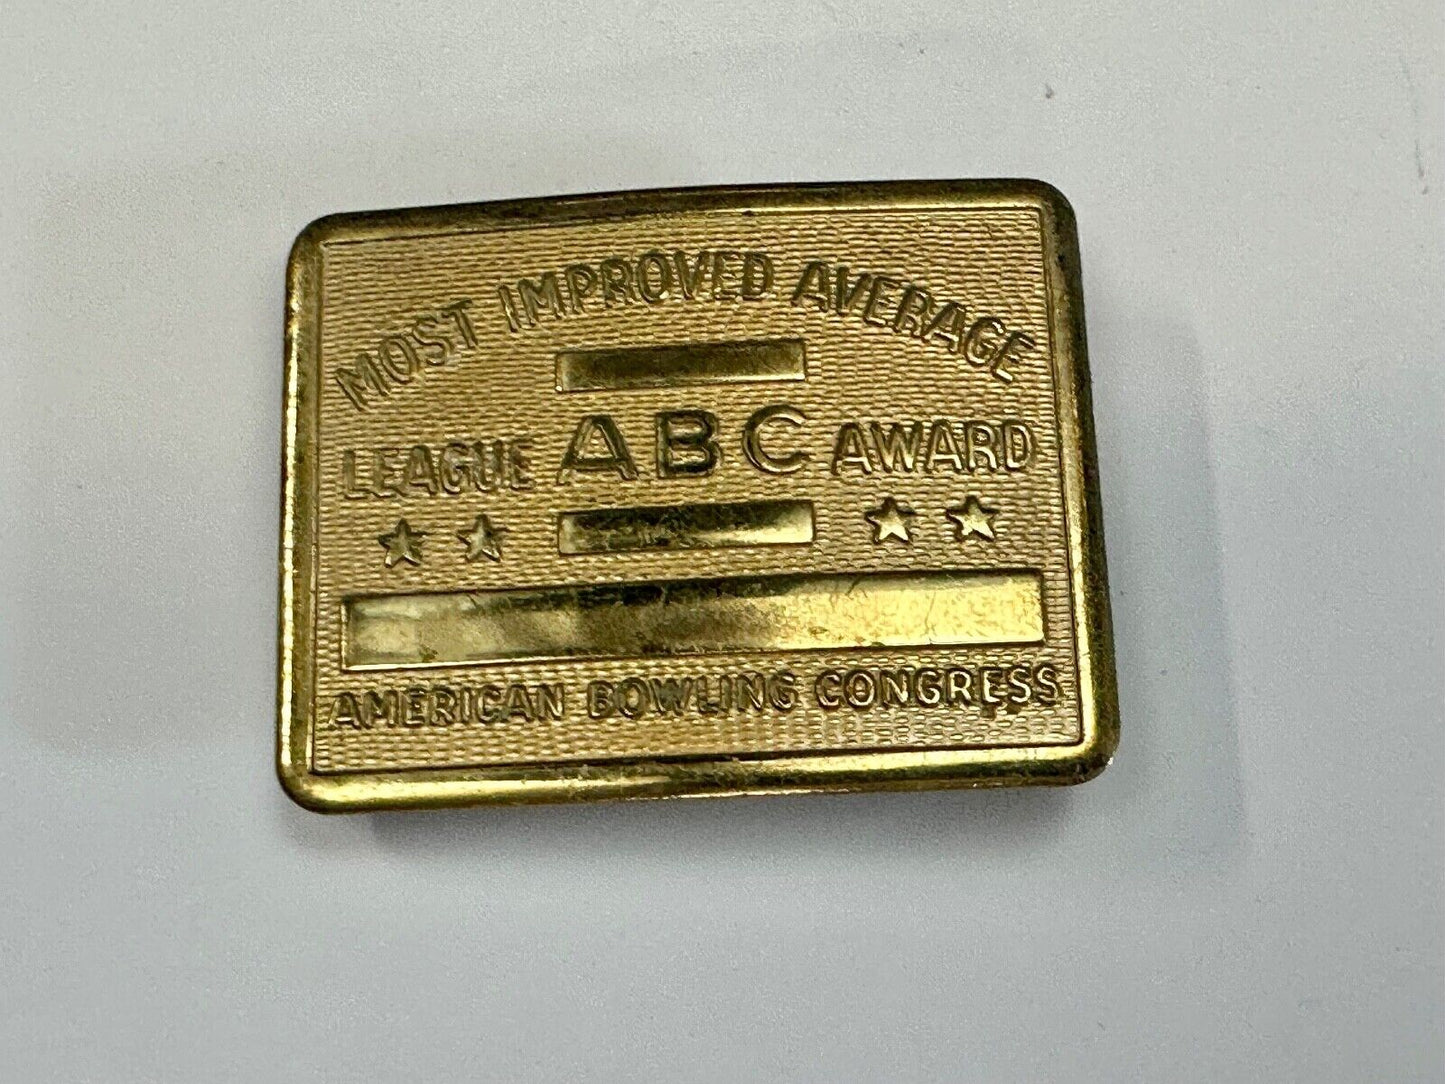 MOST IMPROVED AVERAGE
LEAGUE ABC AWARD
AMERICAN BOWLING CONGRESS